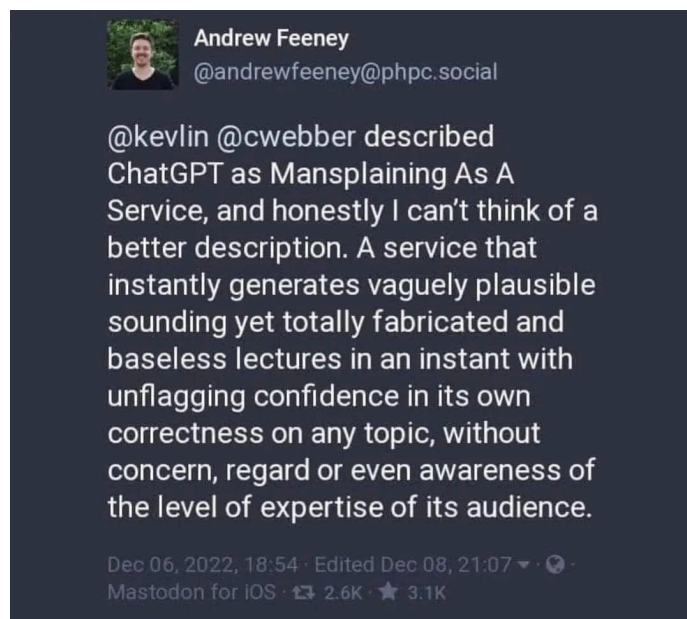 Andrew Feeney
@andrewfeeney@phpc.social
@kevlin @cwebber described
ChatGPT as Mansplaining As A
Service, and honestly I can’t think of a
better description. A service that
instantly generates vaguely plausible
sounding yet totally fabricated and
baseless lectures in an instant with
unflagging confidence in its own
correctness on any topic, without
concern, regard or even awareness of
the level of expertise of its audience.
Dec 06, 2022, 18:54 · Edited Dec 08, 21:07 ·
Mastodon for iOS · 2.6K · 3.1K